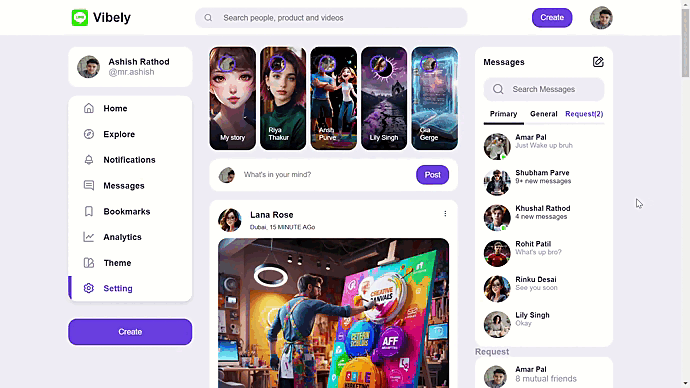 Vibely
Search people, product and videos
Create
Ashish Rathod
@mr.ashish
Home
Explore
Notifications
Messages
Bookmarks
Analytics
Theme
Setting
Create
My story
Riya
Thakur
Ansh
Purve
Lily Singh
Gia
Gerge
What's in your mind?
Post
Lana Rose
Dubai, 15 MINUTE AGo
CREATIVE
AFF
Messages
Search Messages
Primary General Request(2)
Amar Pal
Just Wake up bruh
Shubham Parve
9+ new messages
Khushal Rathod
4 new messages
Rohit Patil
What's up bro?
Rinku Desai
See you soon
Lily Singh
Okay
Request
Amar Pal
8 mutual friends